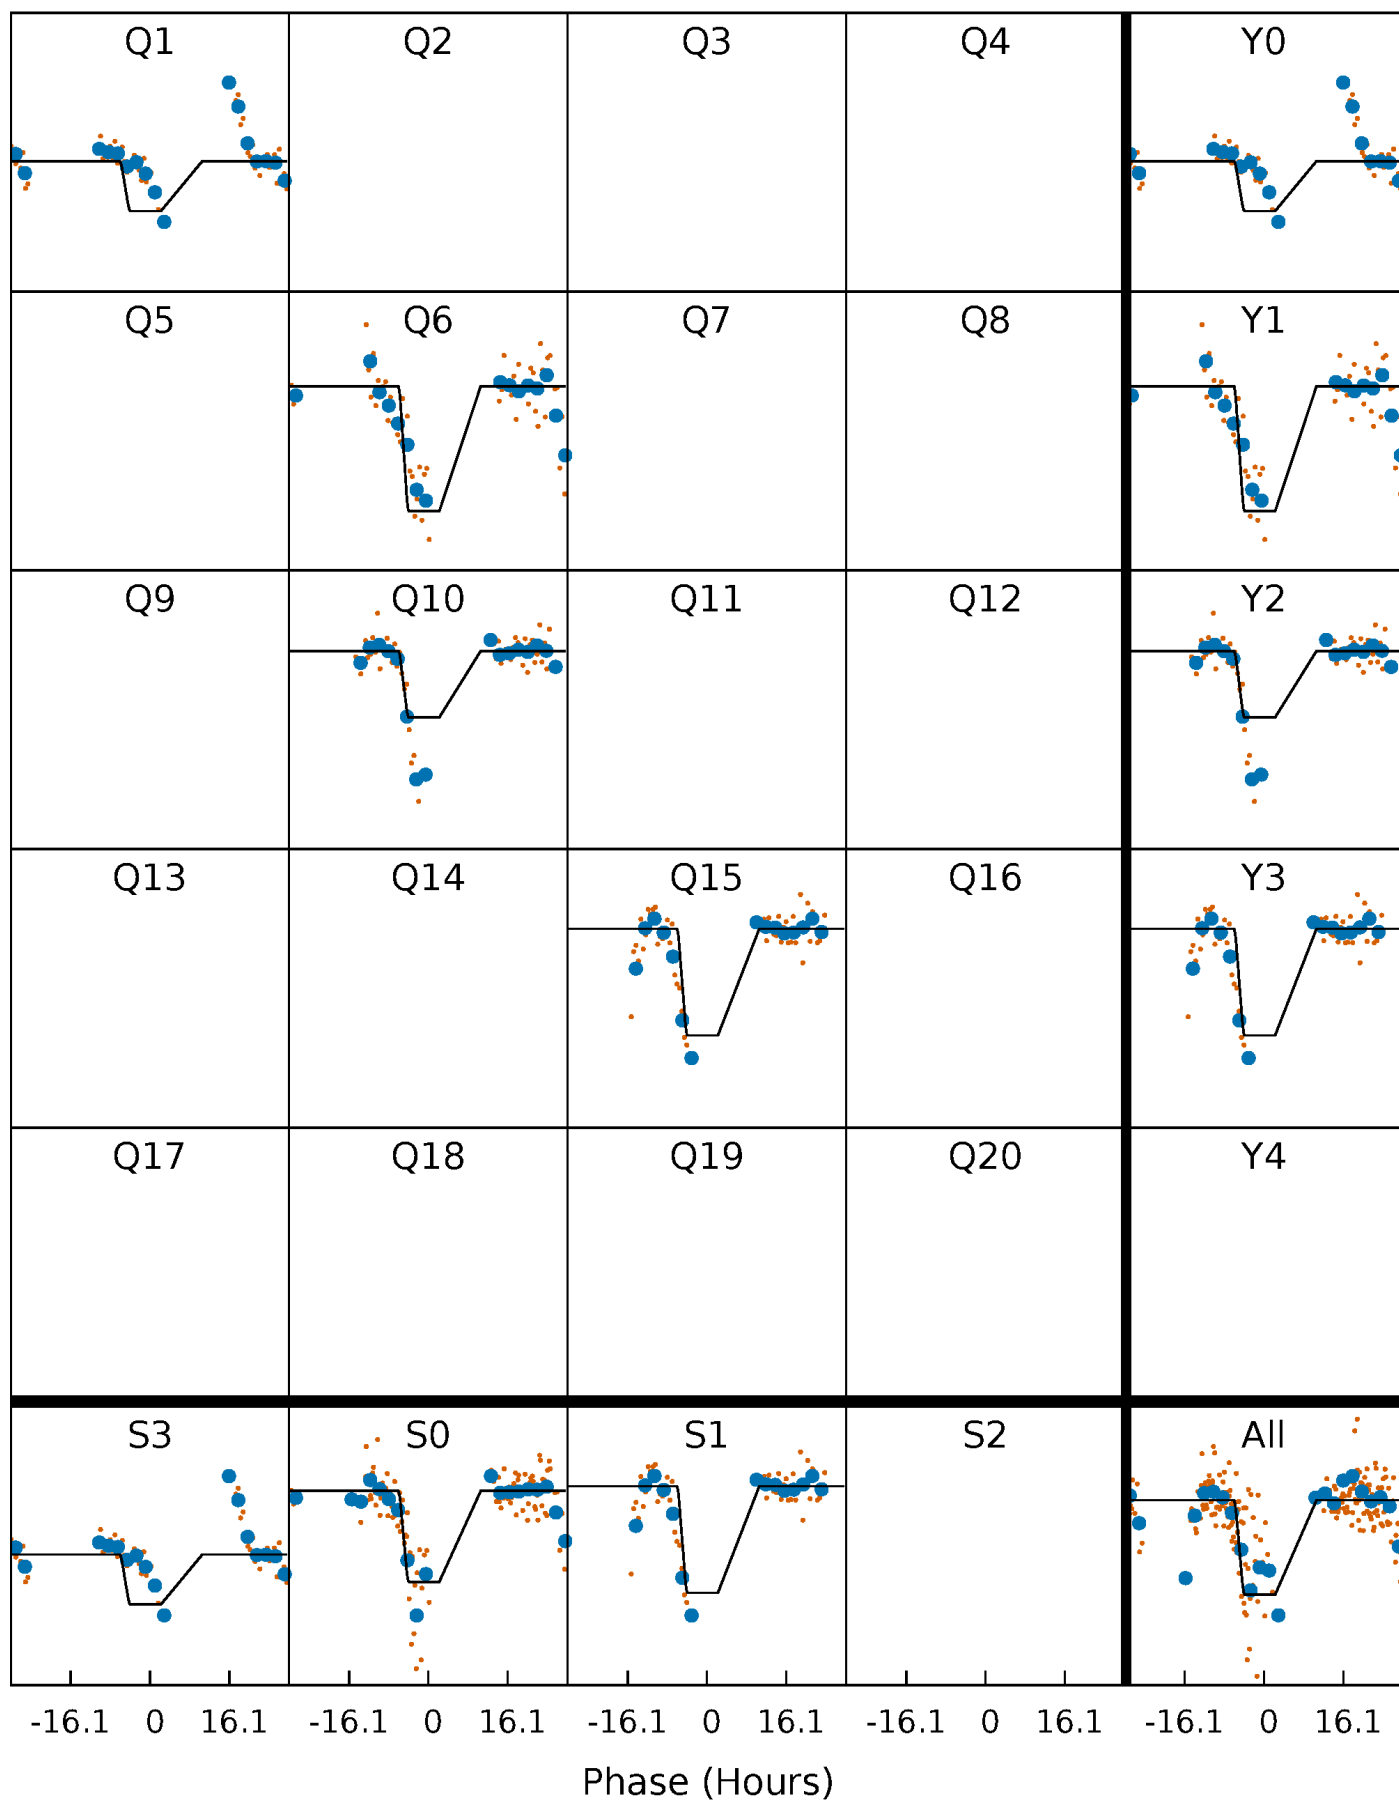 Q1 Q2 Q3 Q4 Y0
Q5 Q6 Q7 Q8 Y1
Q9 Q10 Q11 Q12 Y2
Q13 Q14 Q15 Q16 Y3
Q17 Q18 Q19 Q20 Y4
S3 S0 S1 S2 All
-16.1 0 16.1 -16.1 0 16.1 -16.1 0 16.1 -16.1 0 16.1 -16.1 0 16.1
Phase (Hours)